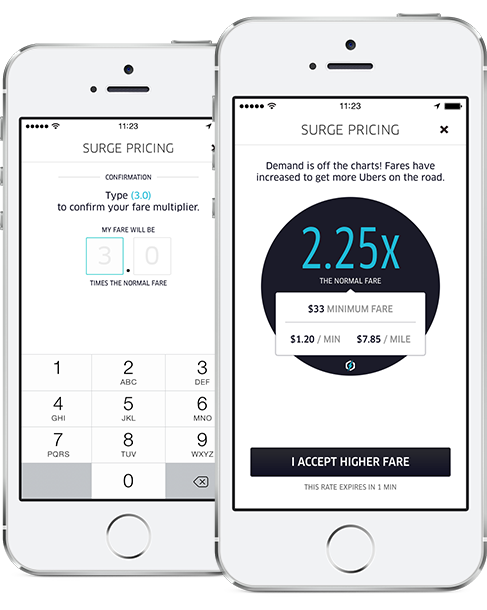 11:23
SURGE PRICING
CONFIRMATION
Type (3.0)
to confirm your fare multiplier.
MY FARE WILL BE
3.0
TIMES THE NORMAL FARE
1
2
ABC
3
DEF
4
GHI
5
JKL
6
MNO
7
PQRS
8
TUV
9
WXYZ
0
11:23
SURGE PRICING
Demand is off the charts! Fares have
increased to get more Ubers on the road.
2.25x
THE NORMAL FARE
$33 MINIMUM FARE
$1.20 / MIN $7.85 / MILE
I ACCEPT HIGHER FARE
THIS RATE EXPIRES IN 1 MIN